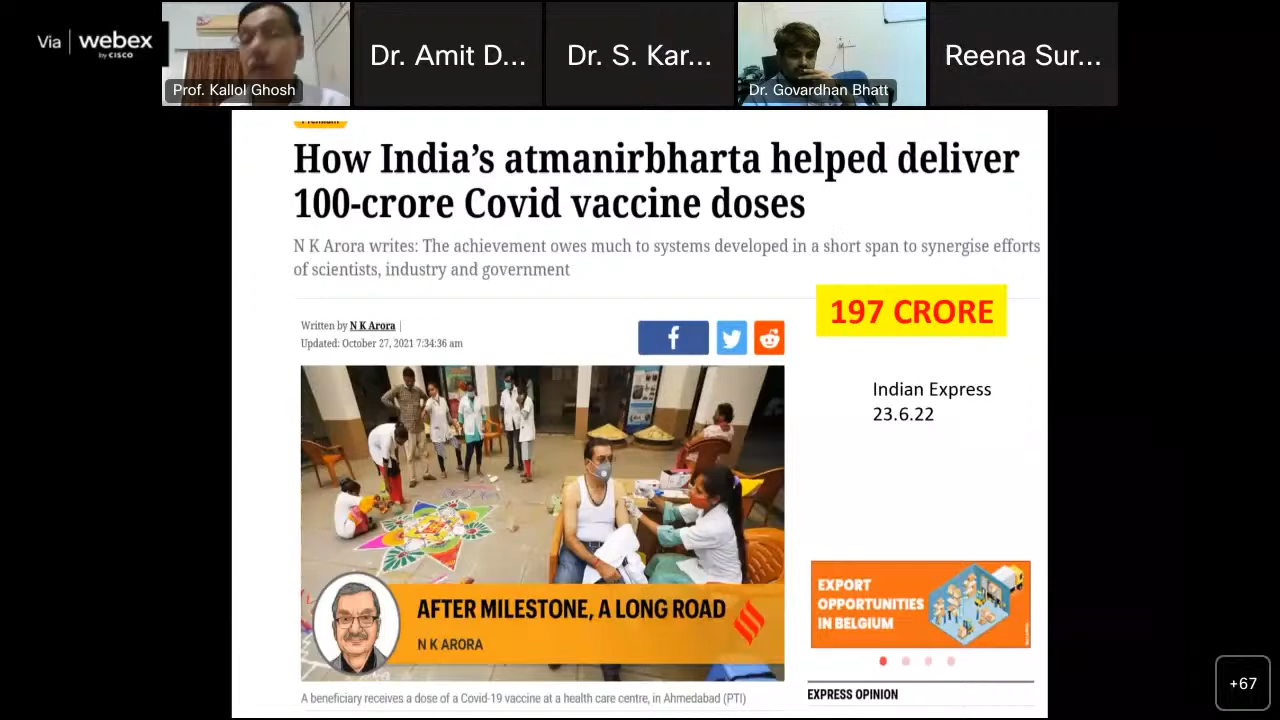 Via webex
by CISCO
Prof. Kallol Ghosh
Dr. Amit D...
Dr. S. Kar...
Dr. Govardhan Bhatt
Reena Sur...
Premium
How India's atmanirbharta helped deliver
100-crore Covid vaccine doses
N K Arora writes: The achievement owes much to systems developed in a short span to synergise efforts
of scientists, industry and government
197 CRORE
Written by N K Arora |
Updated: October 27, 2021 7:34:36 am
Indian Express
23.6.22
AFTER MILESTONE, A LONG ROAD
N K ARORA
EXPORT
OPPORTUNITIES
IN BELGIUM
EXPRESS OPINION
A beneficiary receives a dose of a Covid-19 vaccine at a health care centre, in Ahmedabad (PTI)
+67